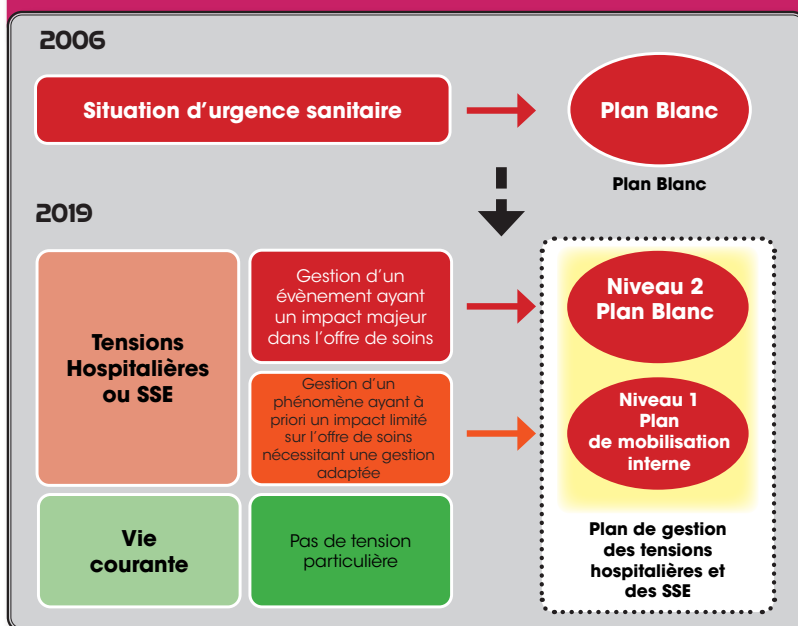 2006
Situation d'urgence sanitaire
Plan Blanc
Plan Blanc
2019
Tensions
Hospitalières
ou SSE
Gestion d'un
évènement ayant
un impact majeur
dans l'offre de soins
Niveau 2
Plan Blanc
Gestion d'un
phénomène ayant à
priori un impact limité
sur l'offre de soins
nécessitant une gestion
adaptée
Niveau 1
Plan
de mobilisation
interne
Vie
courante
Pas de tension
particulière
Plan de gestion
des tensions
hospitalières et
des SSE